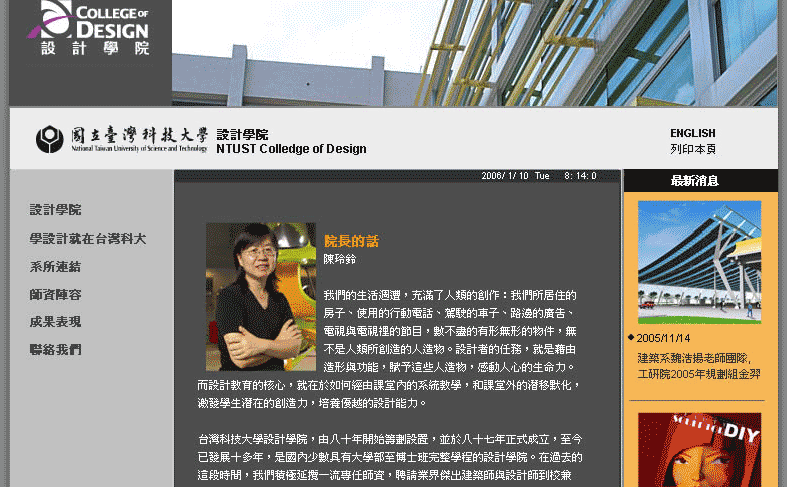 COLLEGE OF
DESIGN
設計學院
國立臺灣科技大學
National Taiwan University of Science and Technology
設計學院
NTUST Colledge of Design
ENGLISH
列印本頁
2006/ 1/ 10 Tue 8: 14: 0
最新消息
設計學院
學設計就在台灣科大
系所連結
師資陣容
成果表現
聯絡我們
院長的話
陳玲鈴
我們的生活週遭，充滿了人類的創作：我們所居住的
房子、使用的行動電話、駕駛的車子、路邊的廣告、
電視與電視裡的節目，數不盡的有形無形的物件，無
不是人類所創造的人造物。設計者的任務，就是藉由
造形與功能，賦予這些人造物，感動人心的生命力。
而設計教育的核心，就在於如何經由課堂內的系統教學，和課堂外的潛移默化，
激發學生潛在的創造力，培養優越的設計能力。
台灣科技大學設計學院，由八十年開始籌劃設置，並於八十七年正式成立，至今
已發展十多年，是國內少數具有大學部至博士班完整學程的設計學院。在過去的
這段時間，我們積極延攬一流專任師資，聘請業界傑出建築師與設計師到校兼
2005/11/14
建築系魏浩揚老師團隊,
工研院2005年規劃組金羿
DIY